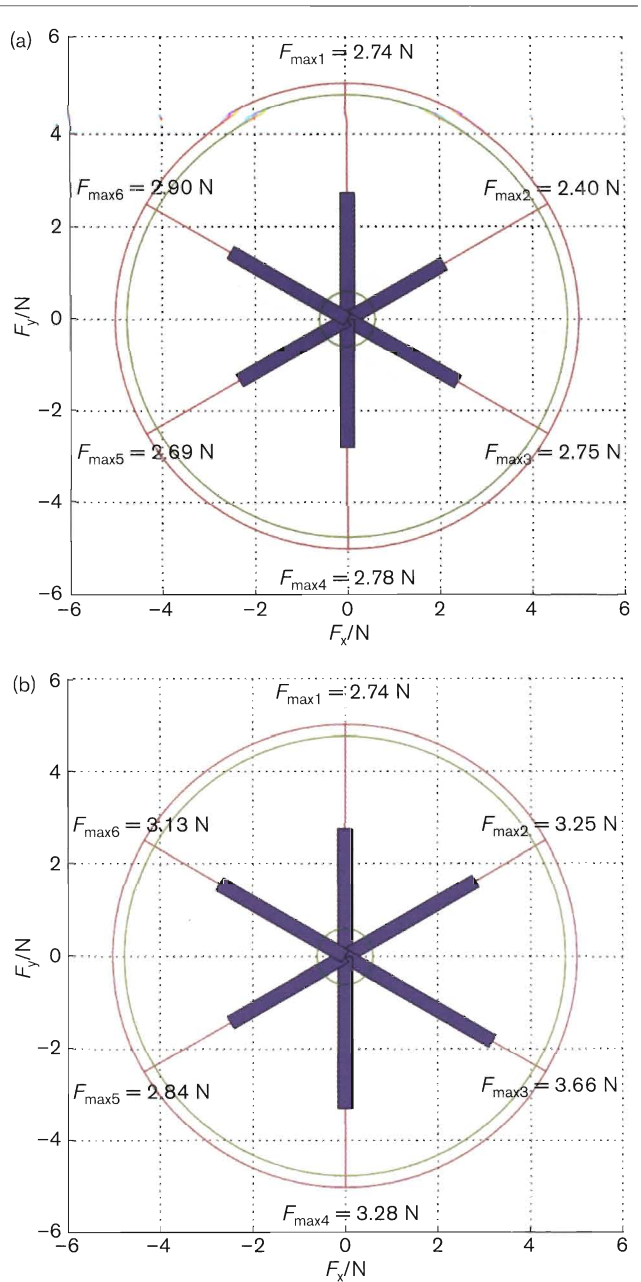 (a)
6
Fmax1 = 2.74 N
4
Fmax6 = 2.90 N
Fmax2 = 2.40 N
2
Fy/N
0
−2
Fmax5 = 2.69 N
Fmax3 = 2.75 N
−4
Fmax4 = 2.78 N
−6
−6 −4 −2 0 2 4 6
Fx/N
(b)
6
Fmax1 = 2.74 N
4
Fmax6 = 3.13 N
Fmax2 = 3.25 N
2
Fy/N
0
−2
Fmax5 = 2.84 N
Fmax3 = 3.66 N
−4
Fmax4 = 3.28 N
−6
−6 −4 −2 0 2 4 6
Fx/N